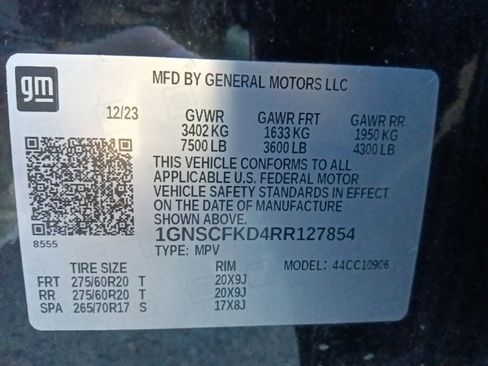 gm
MFD BY GENERAL MOTORS LLC
12/23 GVWR GAWR FRT GAWR RR
3402 KG 1633 KG 1950 KG
7500 LB 3600 LB 4300 LB
THIS VEHICLE CONFORMS TO ALL
APPLICABLE U.S. FEDERAL MOTOR
VEHICLE SAFETY STANDARDS IN EFFECT
ON THE DATE OF MANUFACTURE SHOWN ABOVE.
1GNSCFKD4RR127854
8555
TYPE: MPV MODEL: 44CC10906
TIRE SIZE RIM
FRT 275/60R20 T 20X9J
RR 275/60R20 T 20X9J
SPA 265/70R17 S 17X8J